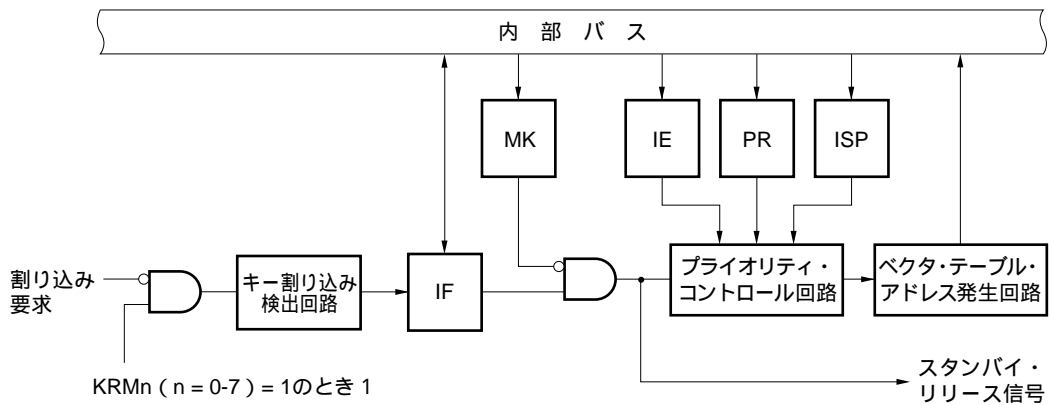 内 部 バ ス
MK
IE
PR
ISP
割り込み
要求
キー割り込み
検出回路
IF
プライオリティ・
コントロール回路
ベクタ・テーブル・
アドレス発生回路
KRMn ( n = 0-7 ) = 1のとき 1
スタンバイ・
リリース信号